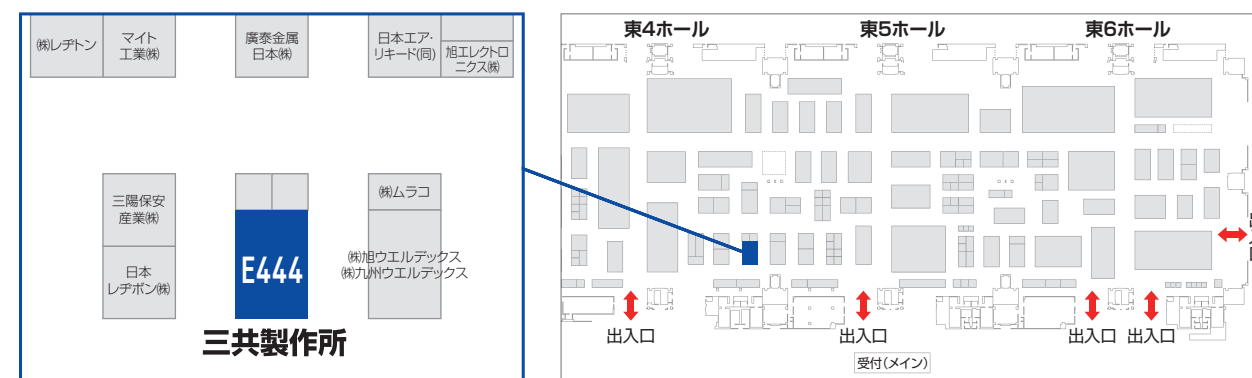 ㈱レヂトン
マイト
工業㈱
廣泰金属
日本㈱
日本エア・
リキード(同)
旭エレクトロ
ニクス㈱
三陽保安
産業㈱
日本
レヂボン㈱
E444
㈱ムラコ
㈱旭ウエルデックス
㈱九州ウエルデックス
三共製作所
東4ホール
東5ホール
東6ホール
出入口
出入口
出入口
出入口
受付(メイン)